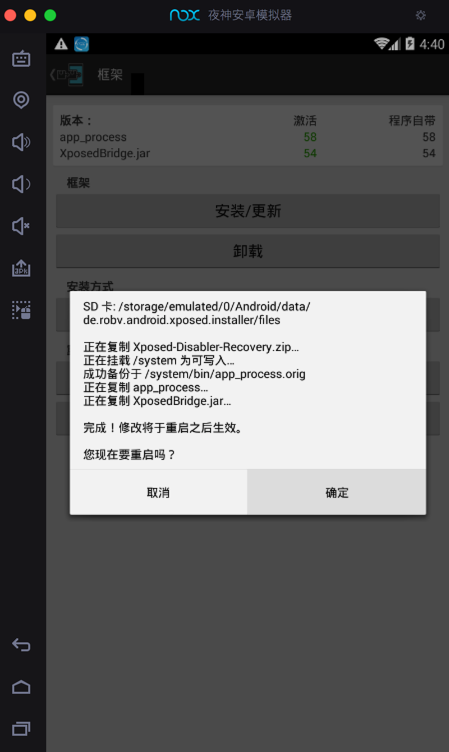 nox 夜神安卓模拟器
4:40
框架
版本： 激活 程序自带
app_process 58 58
XposedBridge.jar 54 54
框架
安装/更新
卸载
安装方式
SD 卡: /storage/emulated/0/Android/data/
de.robv.android.xposed.installer/files
正在复制 Xposed-Disabler-Recovery.zip...
正在挂载 /system 为可写入...
成功备份于 /system/bin/app_process.orig
正在复制 app_process...
正在复制 XposedBridge.jar...
完成！修改将于重启之后生效。
您现在要重启吗？
取消 确定